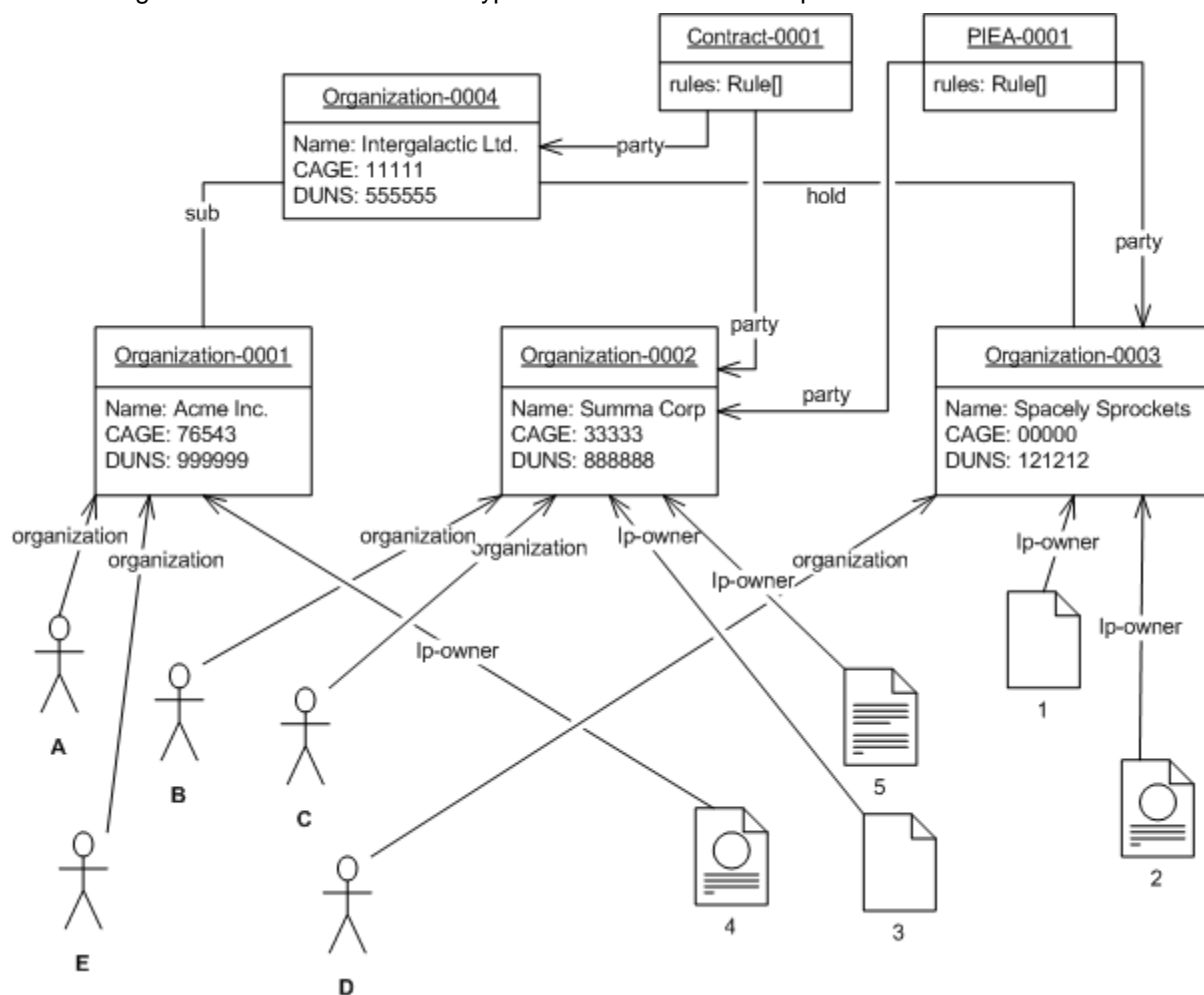 Contract-0001
rules: Rule[]
PIEA-0001
rules: Rule[]
Organization-0004
Name: Intergalactic Ltd.
CAGE: 11111
DUNS: 555555
party
hold
sub
party
party
party
Organization-0001
Name: Acme Inc.
CAGE: 76543
DUNS: 999999
Organization-0002
Name: Summa Corp
CAGE: 33333
DUNS: 888888
Organization-0003
Name: Spacely Sprockets
CAGE: 00000
DUNS: 121212
organization
organization
organization
organization
Ip-owner
Ip-owner
organization
Ip-owner
Ip-owner
Ip-owner
A
B
C
E
D
4
5
3
1
2